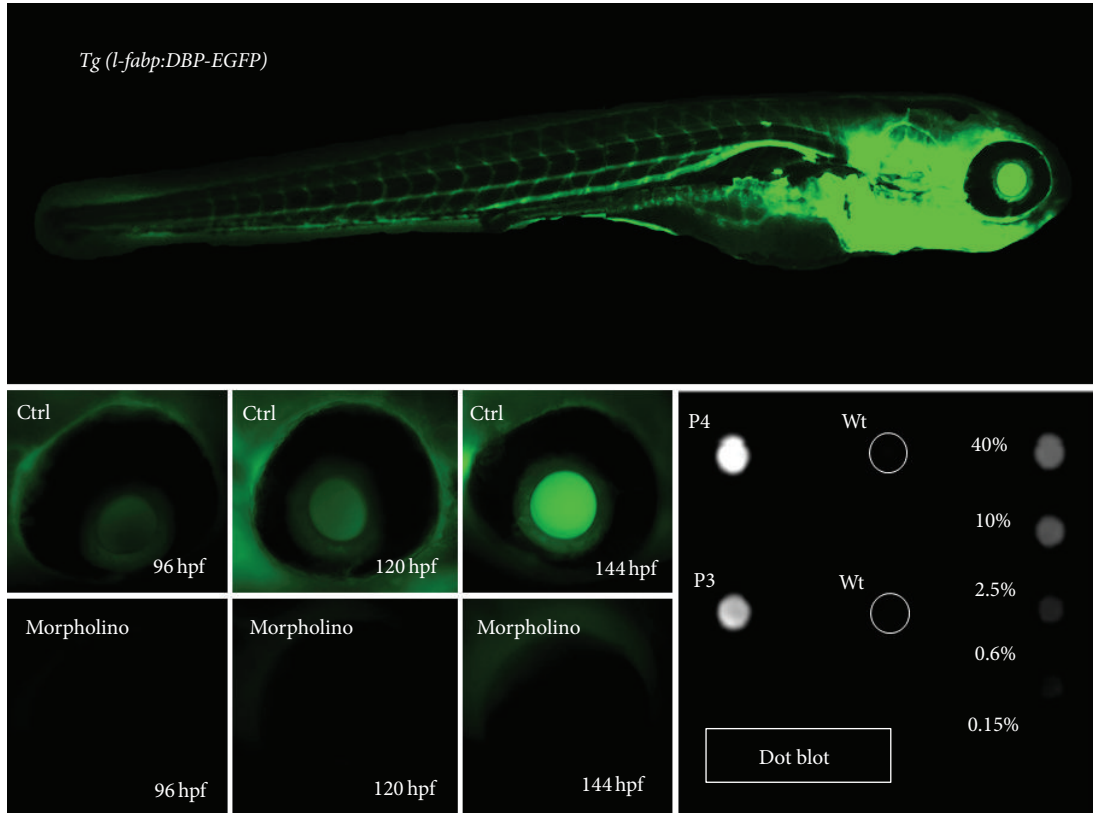 Tg (l-fabp:DBP-EGFP)
Ctrl
96 hpf
Ctrl
120 hpf
Ctrl
144 hpf
Morpholino
96 hpf
Morpholino
120 hpf
Morpholino
144 hpf
P4
Wt
40%
10%
P3
Wt
2.5%
0.6%
0.15%
Dot blot